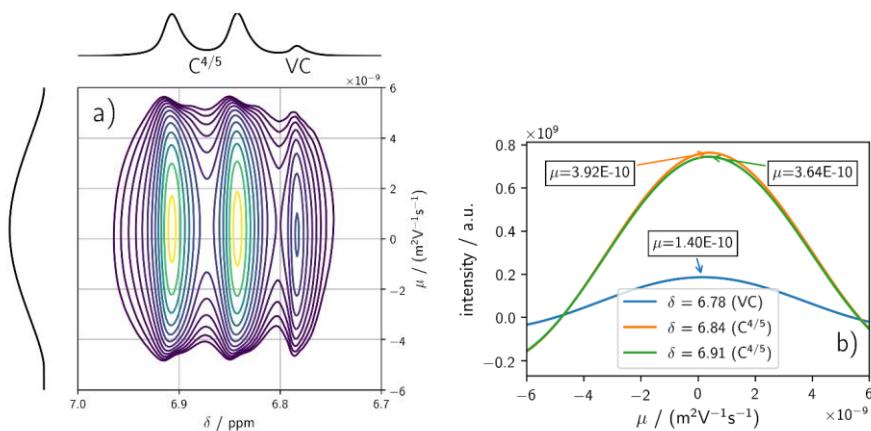 C⁴/⁵ VC
×10⁻⁹
a)
6
4
2
0
−2
−4
−6
μ / (m²V⁻¹s⁻¹)
7.0 6.9 6.8 6.7
δ / ppm
×10⁹
0.8
0.6
0.4
0.2
0.0
−0.2
intensity / a.u.
μ=3.92E-10
μ=3.64E-10
μ=1.40E-10
δ = 6.78 (VC)
δ = 6.84 (C⁴/⁵)
δ = 6.91 (C⁴/⁵)
b)
−6 −4 −2 0 2 4 6
μ / (m²V⁻¹s⁻¹) ×10⁻⁹